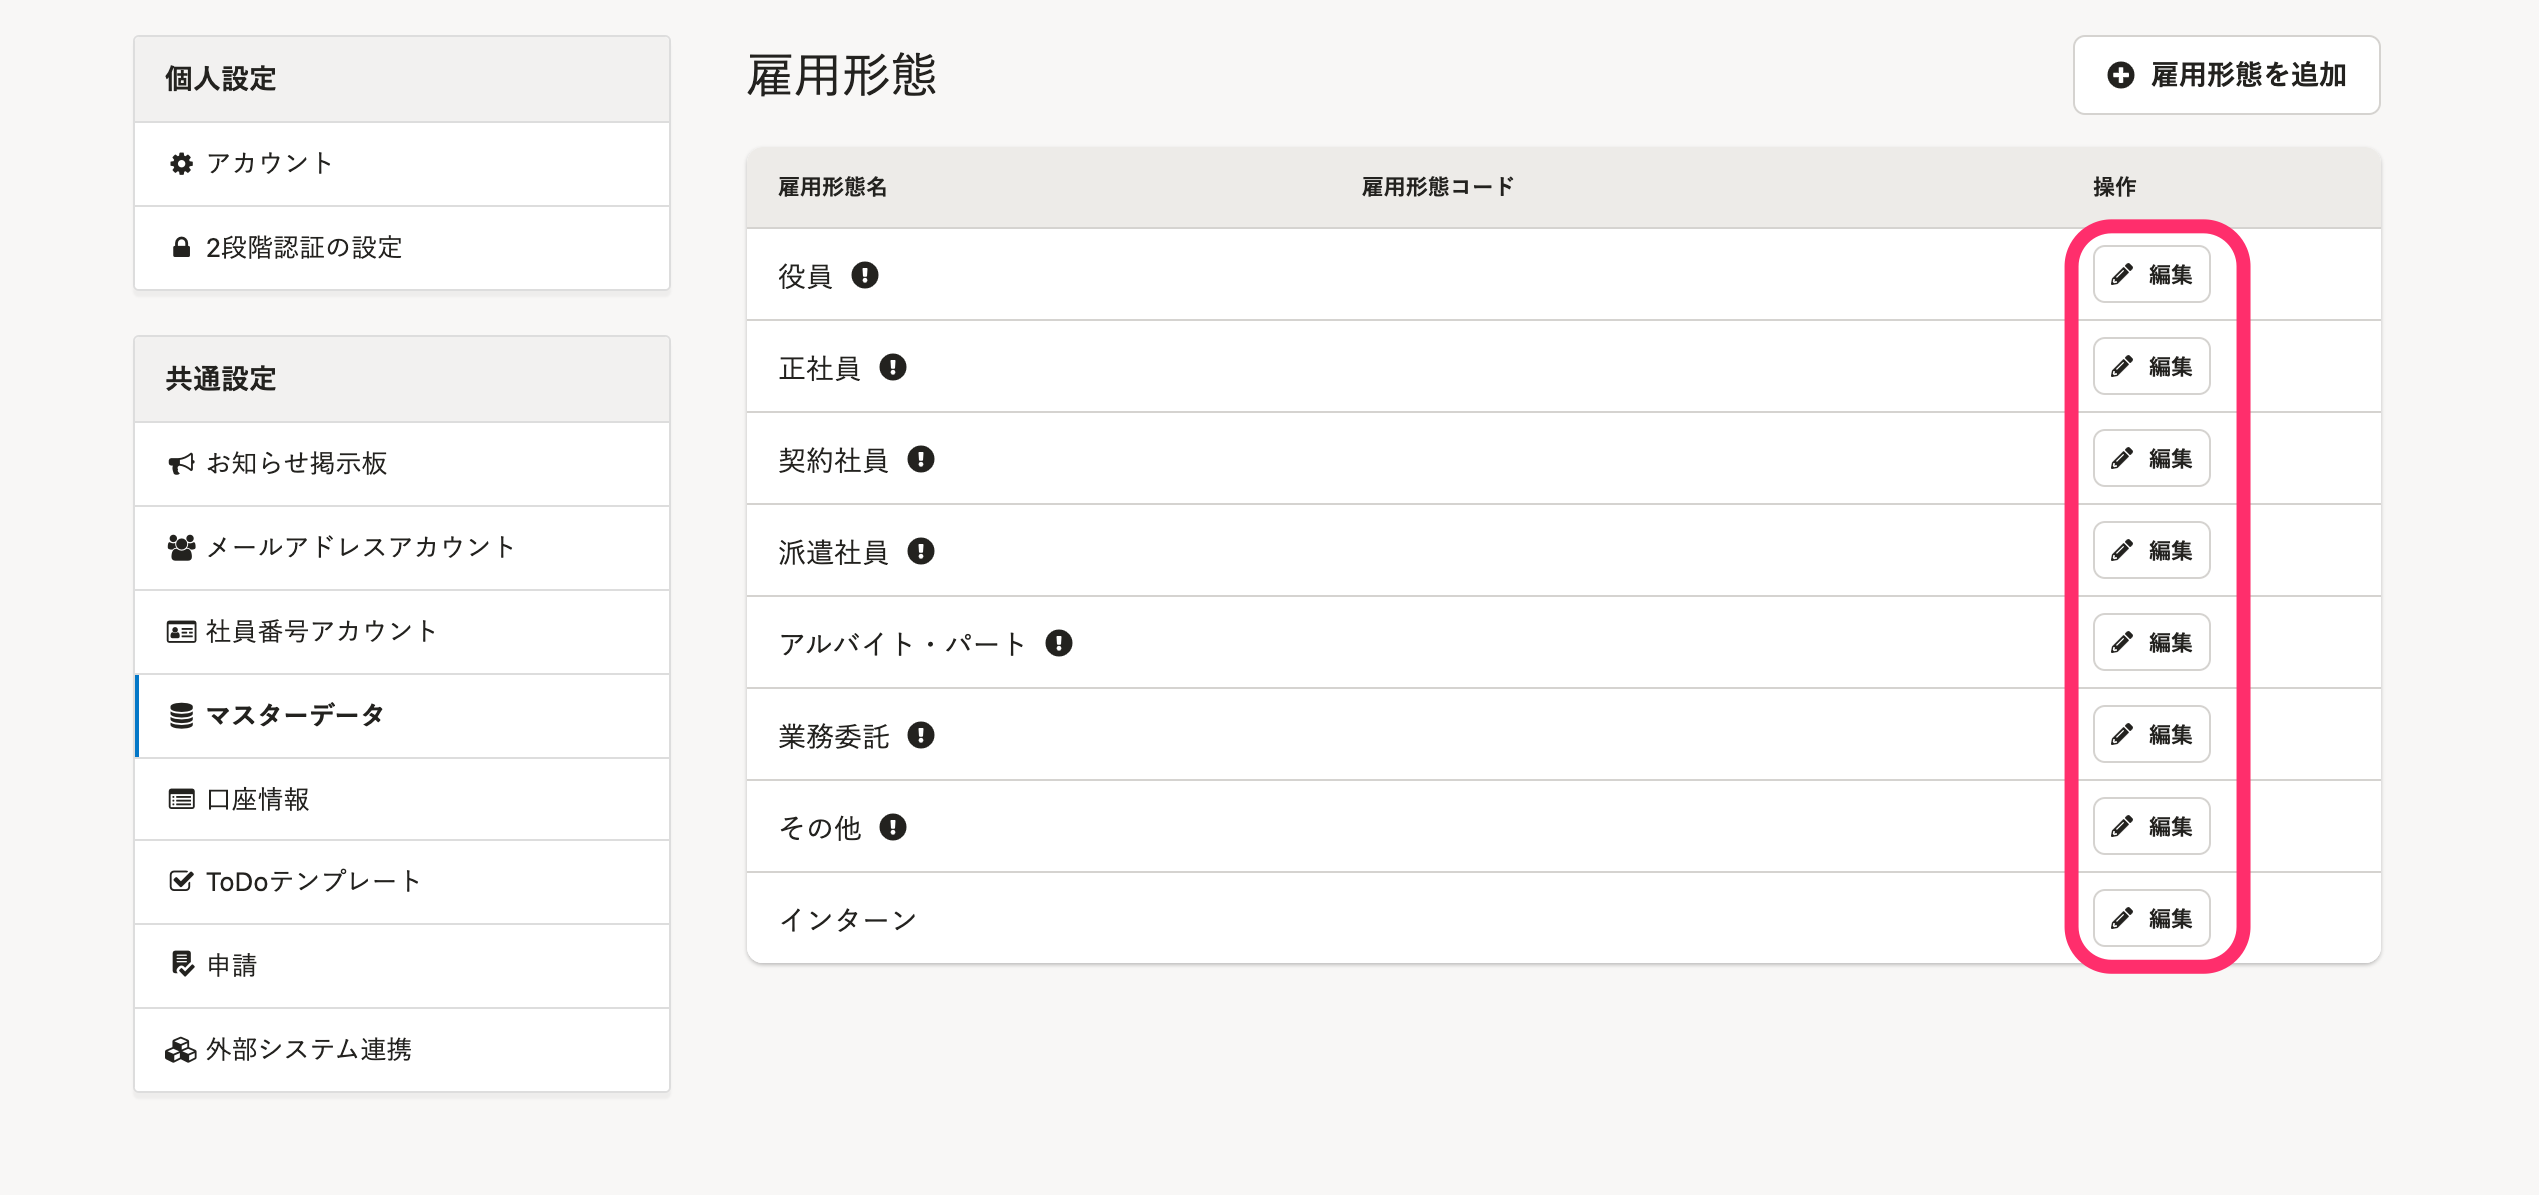 個人設定
アカウント
2段階認証の設定
共通設定
お知らせ掲示板
メールアドレスアカウント
社員番号アカウント
マスターデータ
口座情報
ToDoテンプレート
申請
外部システム連携
雇用形態
雇用形態を追加
雇用形態名 雇用形態コード 操作
役員 編集
正社員 編集
契約社員 編集
派遣社員 編集
アルバイト・パート 編集
業務委託 編集
その他 編集
インターン 編集